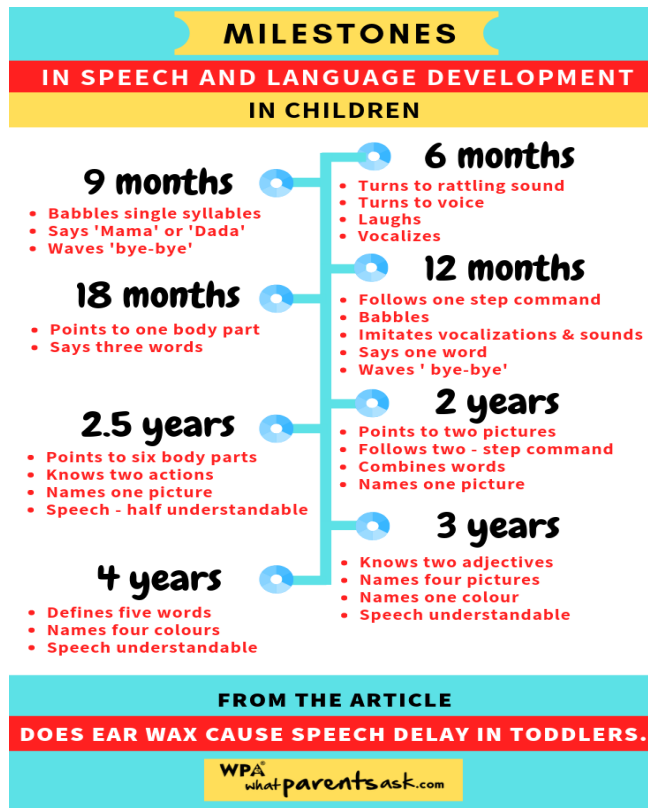 MILESTONES
IN SPEECH AND LANGUAGE DEVELOPMENT
IN CHILDREN
6 months
• Turns to rattling sound
• Turns to voice
• Laughs
• Vocalizes
9 months
• Babbles single syllables
• Says 'Mama' or 'Dada'
• Waves 'bye-bye'
12 months
• Follows one step command
• Babbles
• Imitates vocalizations & sounds
• Says one word
• Waves ' bye-bye'
18 months
• Points to one body part
• Says three words
2 years
• Points to two pictures
• Follows two - step command
• Combines words
• Names one picture
2.5 years
• Points to six body parts
• Knows two actions
• Names one picture
• Speech - half understandable
3 years
• Knows two adjectives
• Names four pictures
• Names one colour
• Speech understandable
4 years
• Defines five words
• Names four colours
• Speech understandable
FROM THE ARTICLE
DOES EAR WAX CAUSE SPEECH DELAY IN TODDLERS.
WPA®
whatparentsask.com